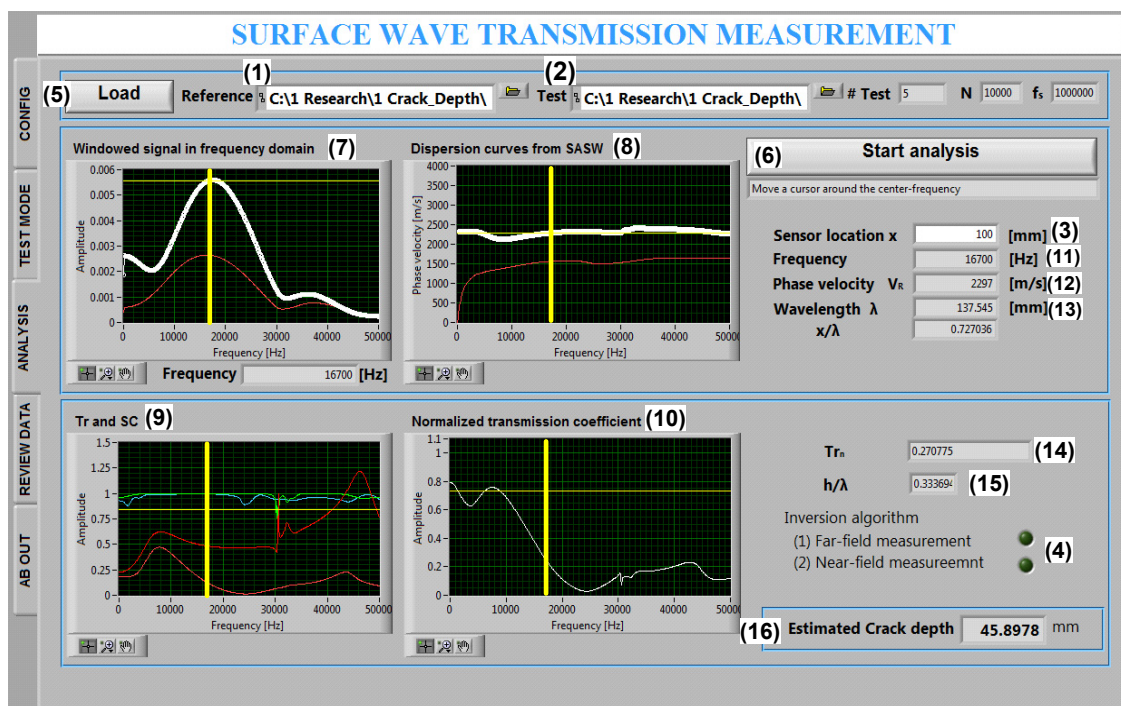 SURFACE WAVE TRANSMISSION MEASUREMENT
CONFIG
TEST MODE
ANALYSIS
REVIEW DATA
AB OUT
(5) Load
(1)
Reference C:\1 Research\1 Crack_Depth\
(2)
Test C:\1 Research\1 Crack_Depth\
# Test 5 N 10000 fs 1000000
Windowed signal in frequency domain (7)
0.006
0.005
0.004
0.003
0.002
0.001
0
Amplitude
0 10000 20000 30000 40000 50000
Frequency [Hz]
Frequency 16700 [Hz]
Dispersion curves from SASW (8)
4000
3500
3000
2500
2000
1500
1000
500
0
Phase velocity [m/s]
0 10000 20000 30000 40000 50000
Frequency [Hz]
(6) Start analysis
Move a cursor around the center-frequency
Sensor location x 100 [mm] (3)
Frequency 16700 [Hz] (11)
Phase velocity VR 2297 [m/s] (12)
Wavelength λ 137.545 [mm] (13)
x/λ 0.727036
Tr and SC (9)
1.5
1.25
1
0.75
0.5
0.25
0
Amplitude
0 10000 20000 30000 40000 50000
Frequency [Hz]
Normalized transmission coefficient (10)
1.1
1
0.8
0.6
0.4
0.2
0
Amplitude
0 10000 20000 30000 40000 50000
Frequency [Hz]
Trn 0.270775 (14)
h/λ 0.333694 (15)
Inversion algorithm
(1) Far-field measurement
(2) Near-field measureemnt
(4)
(16) Estimated Crack depth 45.8978 mm